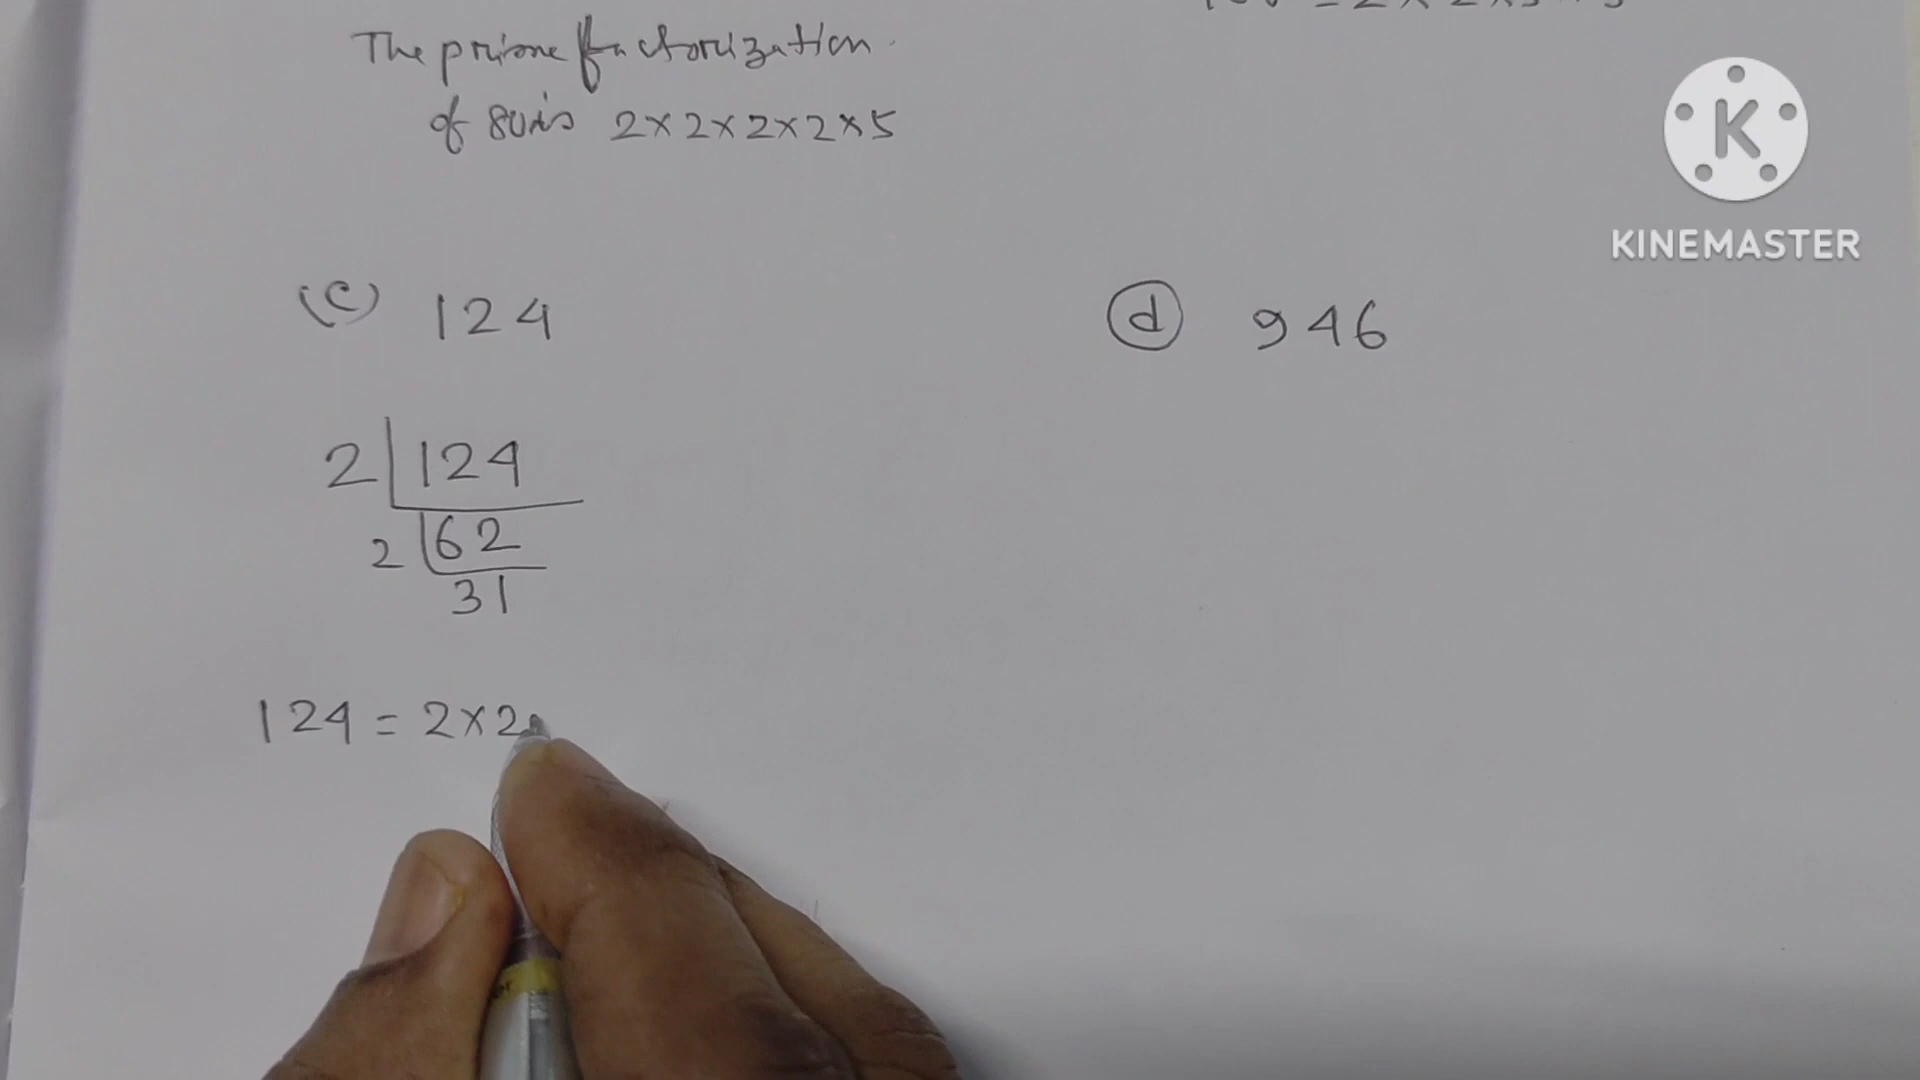 The prime factorization
of 80 is 2×2×2×2×5
K
KINEMASTER
(c) 124
d 946
2 124
2 62
31
124 = 2×2